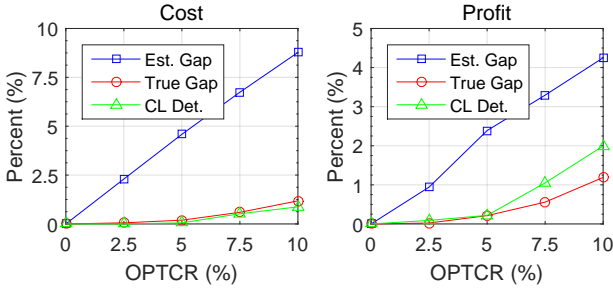 Cost
Percent (%)
10
7.5
5
2.5
0
Est. Gap
True Gap
CL Det.
0 2.5 5 7.5 10
OPTCR (%)
Profit
Percent (%)
5
4
3
2
1
0
Est. Gap
True Gap
CL Det.
0 2.5 5 7.5 10
OPTCR (%)